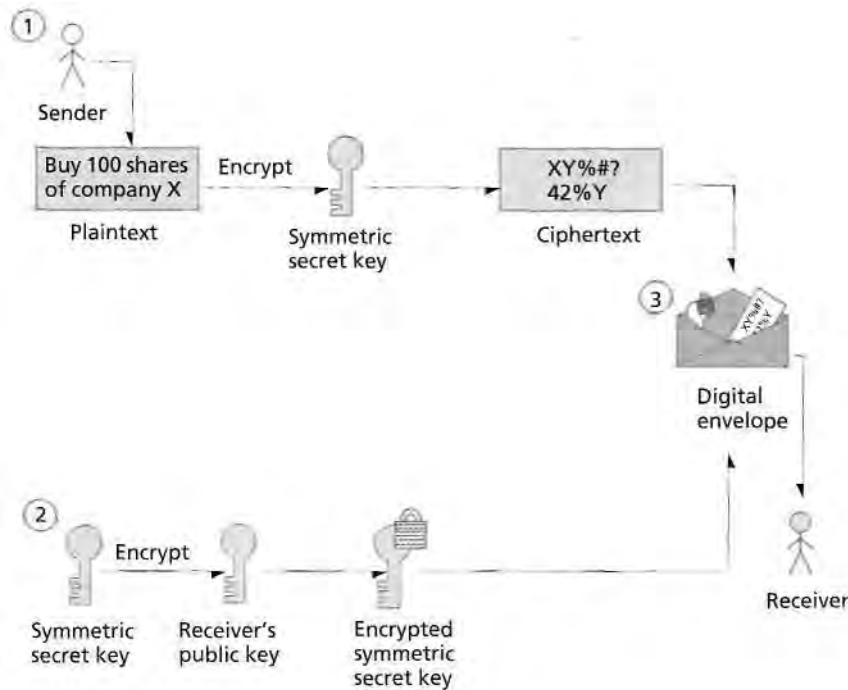 1
Sender
Buy 100 shares
of company X
Plaintext
Encrypt
Symmetric
secret key
XY%#?
42%Y
Ciphertext
3
XY%#?
Digital
envelope
Receiver
2
Encrypt
Symmetric
secret key
Receiver's
public key
Encrypted
symmetric
secret key